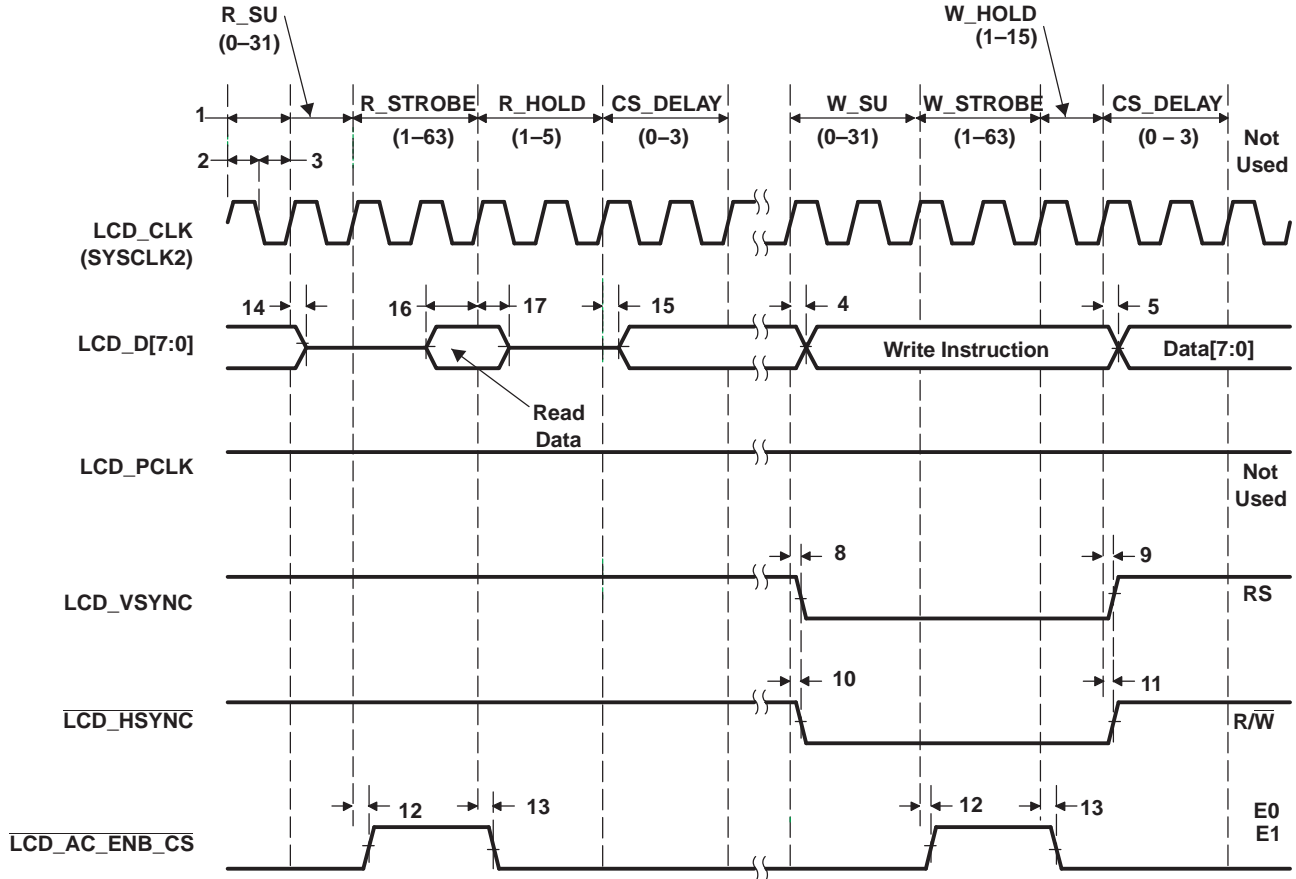 R_SU
(0–31)
W_HOLD
(1–15)
R_STROBE
R_HOLD
CS_DELAY
W_SU
W_STROBE
CS_DELAY
1
(1–63)
(1–5)
(0–3)
(0–31)
(1–63)
(0 – 3)
Not
Used
2
3
LCD_CLK
(SYSCLK2)
14
16
17
15
4
5
LCD_D[7:0]
Write Instruction
Data[7:0]
Read
Data
LCD_PCLK
Not
Used
8
9
LCD_VSYNC
RS
10
11
LCD_HSYNC
R/W
12
13
12
13
E0
E1
LCD_AC_ENB_CS